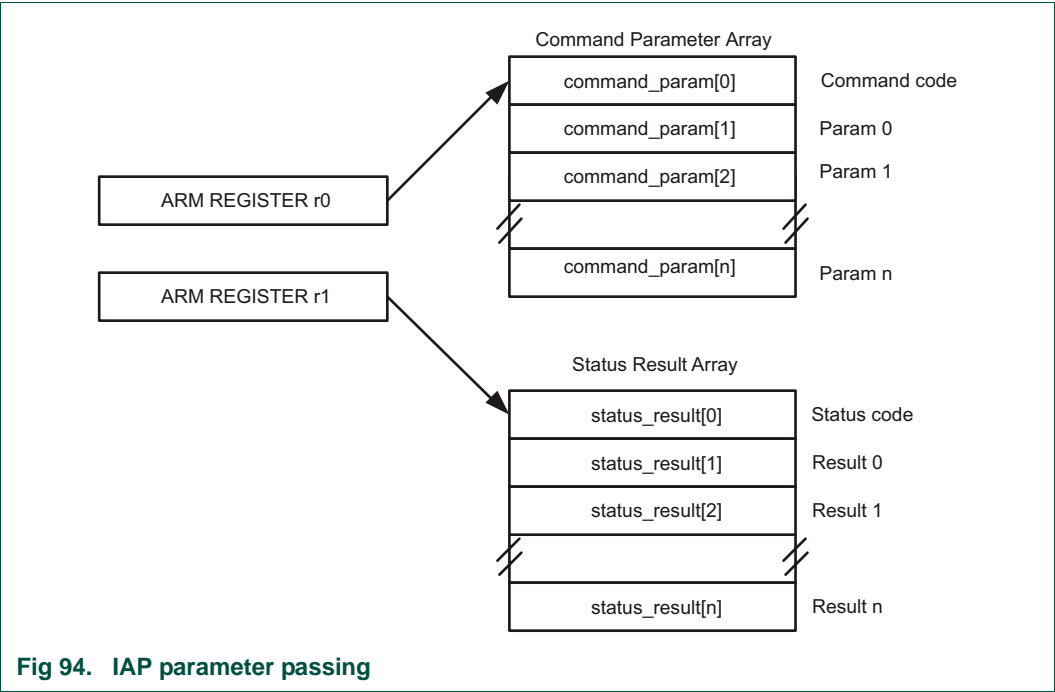 Command Parameter Array
command_param[0] Command code
command_param[1] Param 0
command_param[2] Param 1
ARM REGISTER r0
command_param[n] Param n
ARM REGISTER r1
Status Result Array
status_result[0] Status code
status_result[1] Result 0
status_result[2] Result 1
status_result[n] Result n
Fig 94. IAP parameter passing